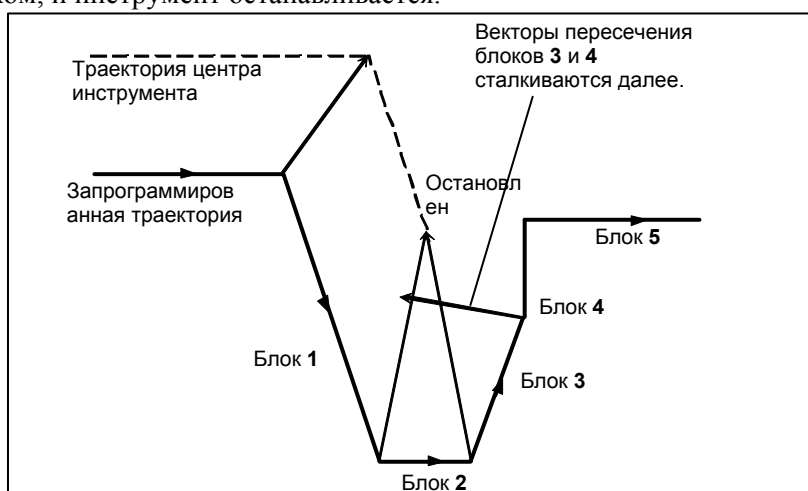 ом, и инструмент останавливается.
Векторы пересечения
блоков 3 и 4
сталкиваются далее.
Траектория центра
инструмента
Остановл
ен
Запрограммиров
анная траектория
Блок 5
Блок 4
Блок 1
Блок 3
Блок 2